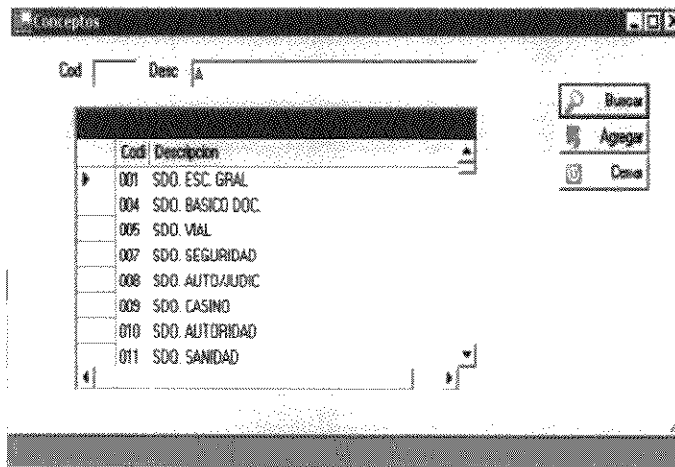 Conceptos
Cod Desc A
Buscar
Agregar
Cerrar
Cod Descripcion
001 SDO. ESC. GRAL
004 SDO. BASICO DOC.
006 SDO. VIAL
007 SDO. SEGURIDAD
008 SDO. AUTO/JUDIC
009 SDO. CASINO
010 SDO. AUTORIDAD
011 SDO. SANIDAD